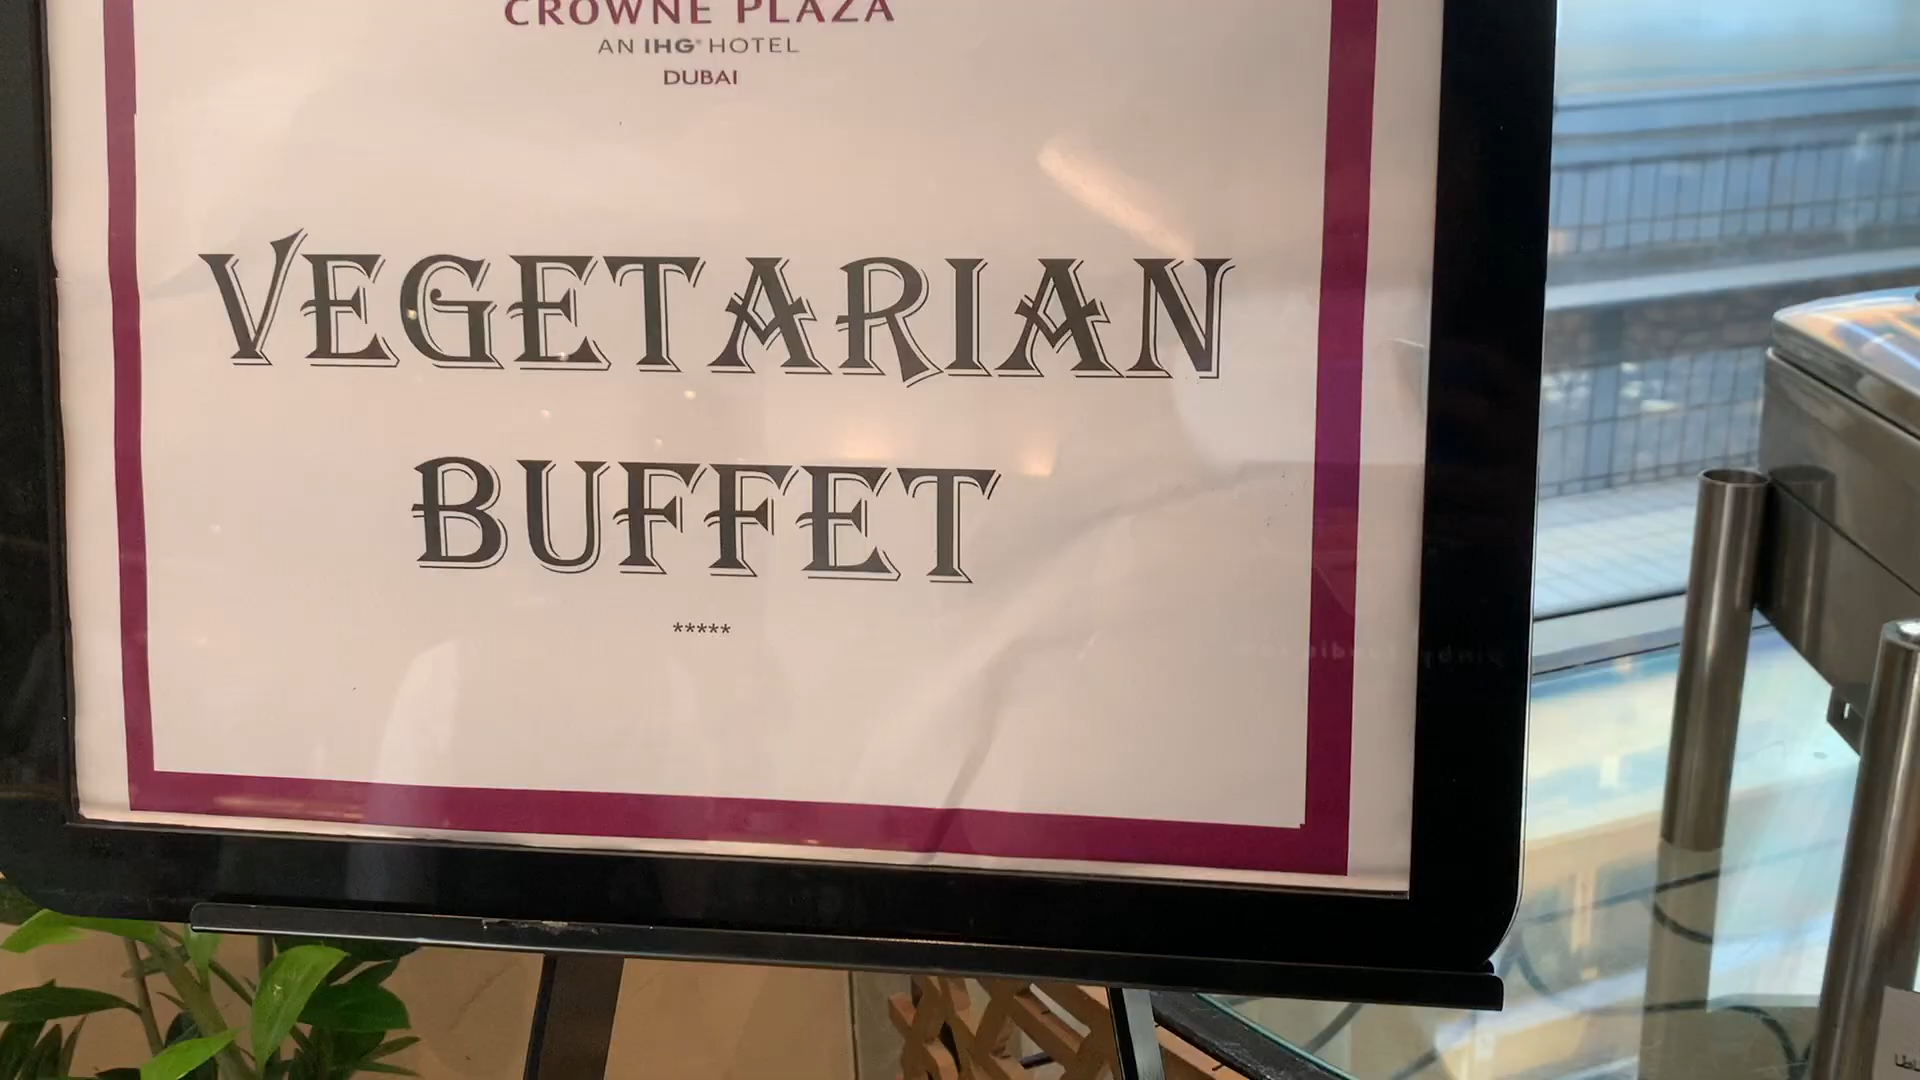 CROWNE PLAZA
AN IHG® HOTEL
DUBAI
VEGETARIAN
BUFFET
*****